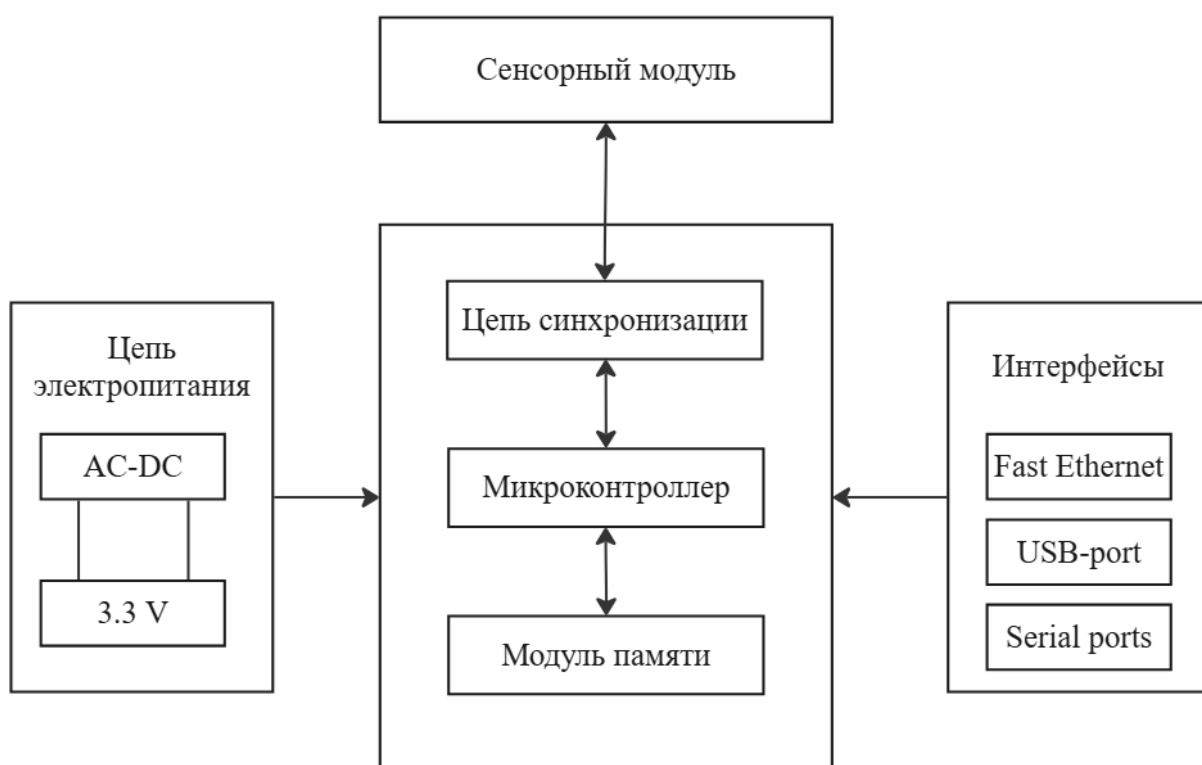 Сенсорный модуль
Цепь
электропитания
AC-DC
3.3 V
Цепь синхронизации
Микроконтроллер
Модуль памяти
Интерфейсы
Fast Ethernet
USB-port
Serial ports